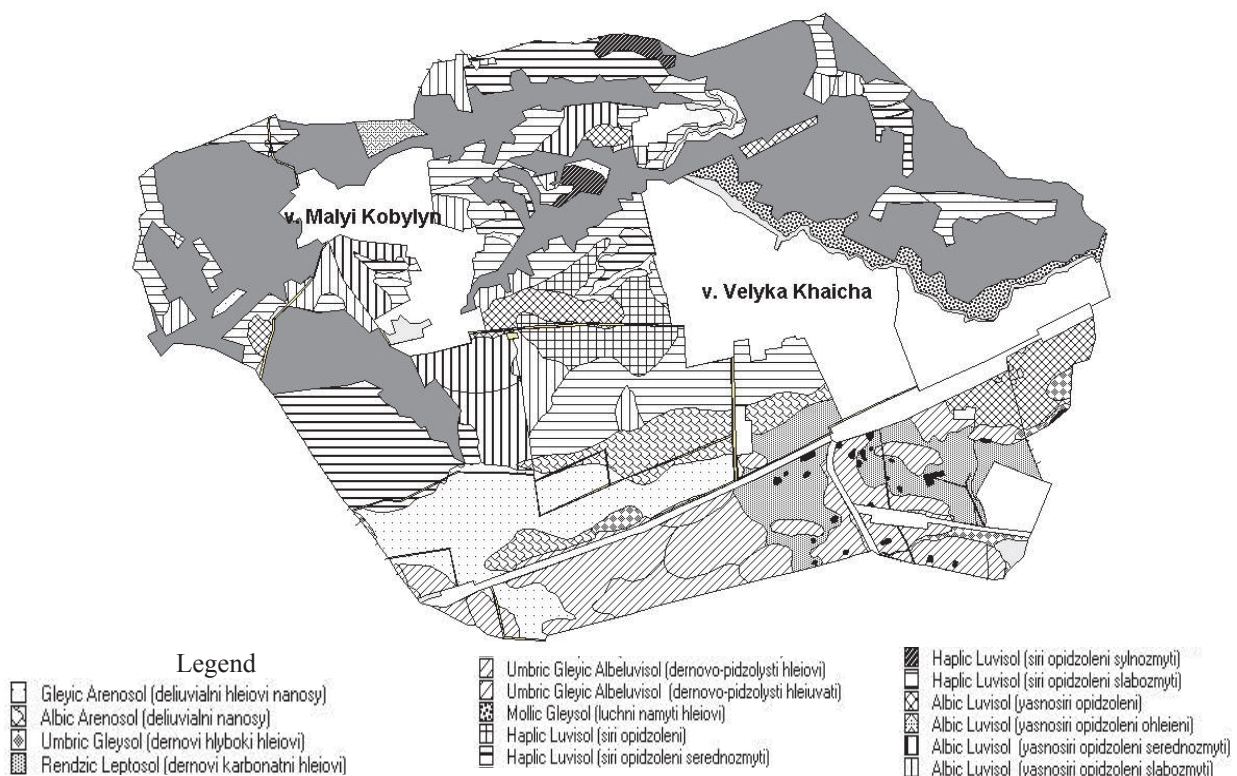 v. Malyi Kobylyn
v. Velyka Khaicha
Legend
Gleyic Arenosol (deliuvialni hleiovi nanosy)
Albic Arenosol (deliuvialni nanosy)
Umbric Gleysol (dernovi hlyboki hleiovi)
Rendzic Leptosol (dernovi karbonatni hleiovi)
Umbric Gleyic Albeluvisol (dernovo-pidzolysti hleiovi)
Umbric Gleyic Albeluvisol (dernovo-pidzolysti hleiuvati)
Mollic Gleysol (luchni namyti hleiovi)
Haplic Luvisol (siri opidzoleni)
Haplic Luvisol (siri opidzoleni serednozmyti)
Haplic Luvisol (siri opidzoleni sylnozmyti)
Haplic Luvisol (siri opidzoleni slabozmyti)
Albic Luvisol (yasnosiri opidzoleni)
Albic Luvisol (yasnosiri opidzoleni ohleieni)
Albic Luvisol (yasnosiri opidzoleni serednozmyti)
Albic Luvisol (yasnosiri opidzoleni slabozmyti)